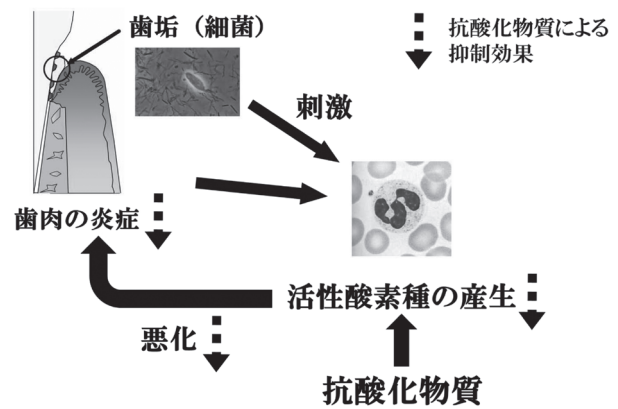 歯垢（細菌）
抗酸化物質による
抑制効果
刺激
歯肉の炎症
活性酸素種の産生
悪化
抗酸化物質